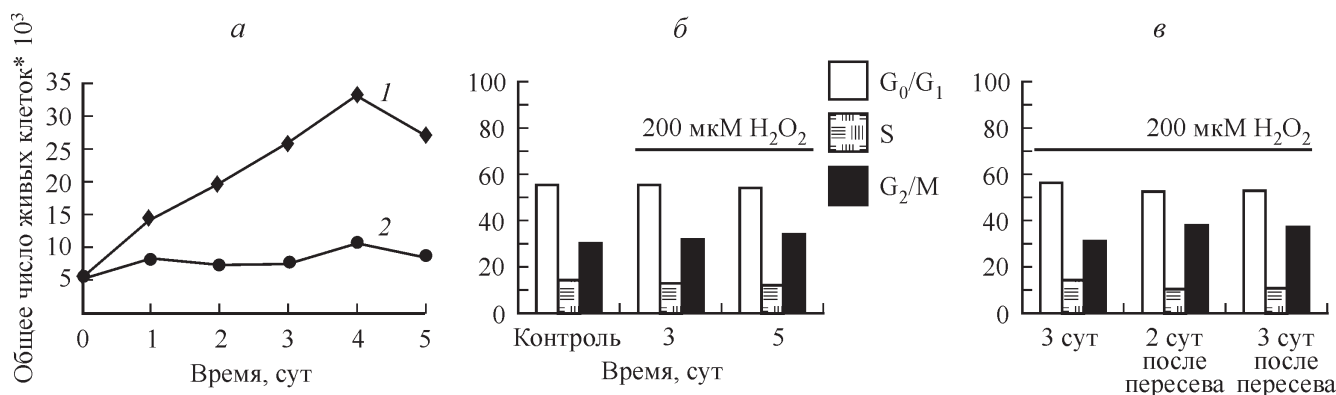 а
Общее число живых клеток* 10³
35
30
25
20
15
10
5
0
1
2
3
4
5
Время, сут
1
2
б
100
80
60
40
20
0
200 мкМ H₂O₂
Контроль
3
5
Время, сут
G₀/G₁
S
G₂/M
в
100
80
60
40
20
0
200 мкМ H₂O₂
3 сут
2 сут
после
пересева
3 сут
после
пересева